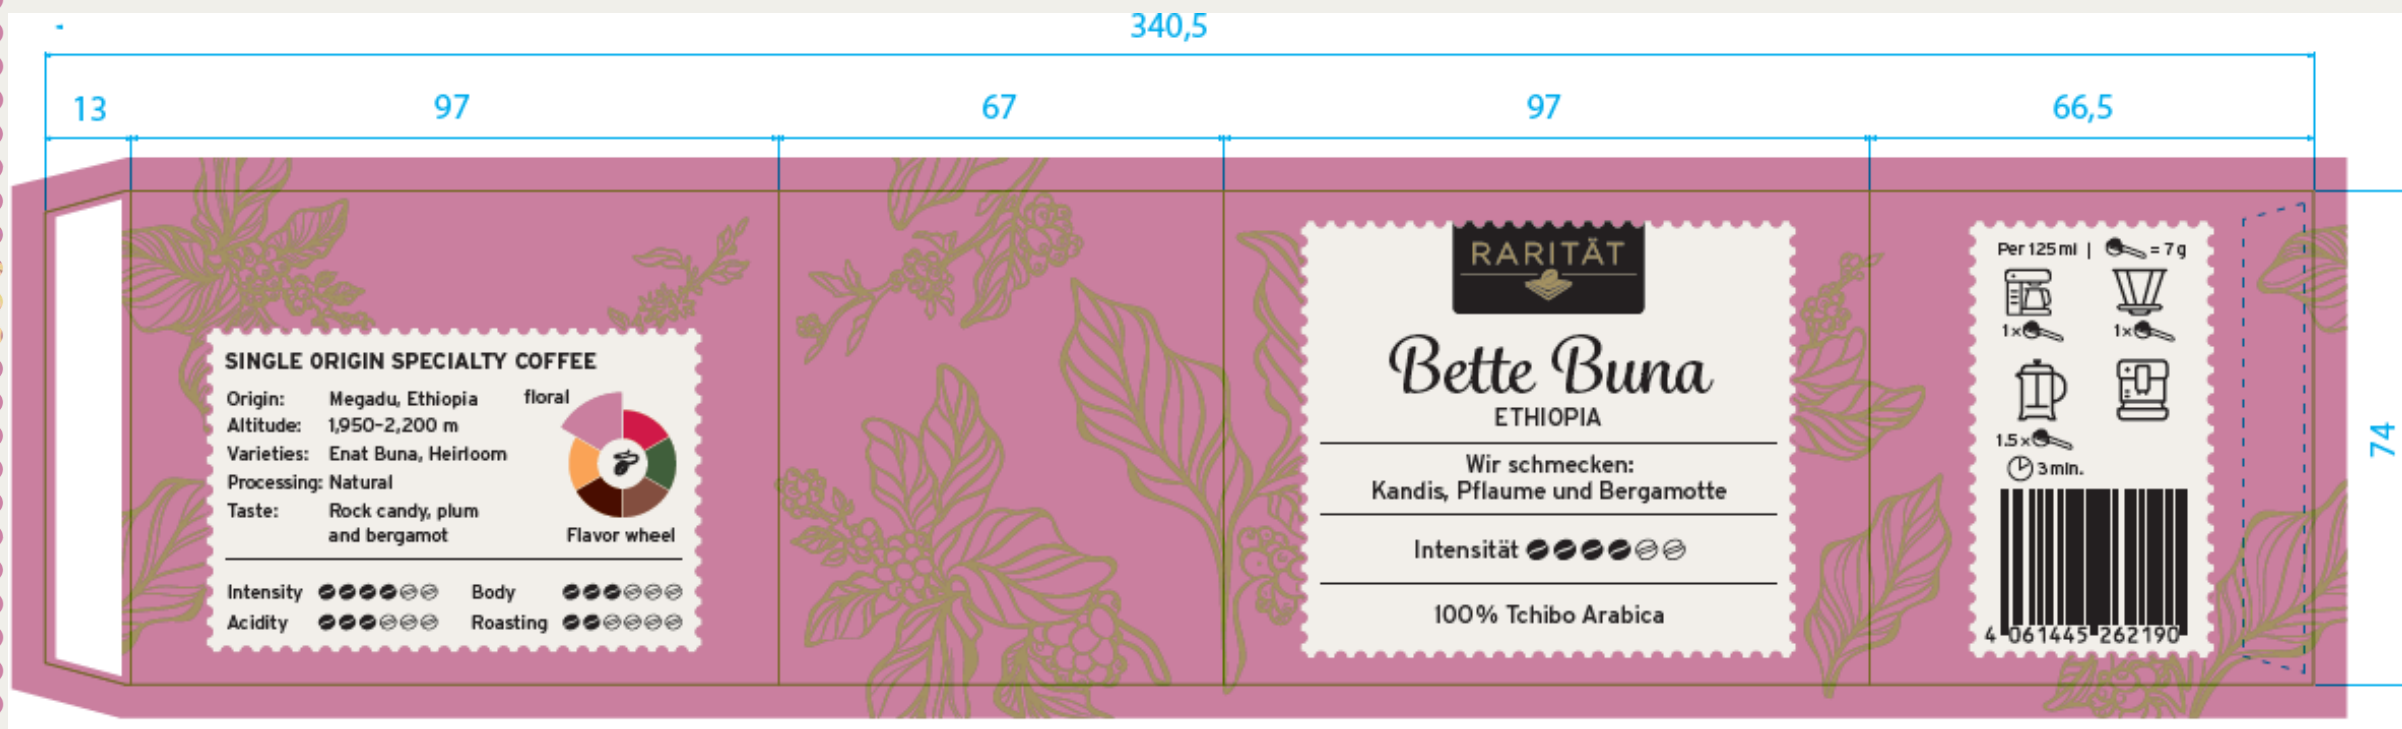 340,5
13
97
67
97
66,5
74
SINGLE ORIGIN SPECIALTY COFFEE
Origin: Megadu, Ethiopia
Altitude: 1,950–2,200 m
Varieties: Enat Buna, Heirloom
Processing: Natural
Taste: Rock candy, plum
and bergamot
floral
Flavor wheel
Intensity
Body
Acidity
Roasting
RARITÄT
Bette Buna
ETHIOPIA
Wir schmecken:
Kandis, Pflaume und Bergamotte
Intensität
100% Tchibo Arabica
Per 125 ml | = 7 g
1×
1×
1.5×
3 min.
4 061445 262190